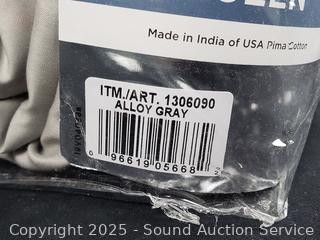 Made in India of USA Pima Cotton
ITM./ART. 1306090
ALLOY GRAY
0 96619 05668
Copyright © 2025 - Sound Auction Service